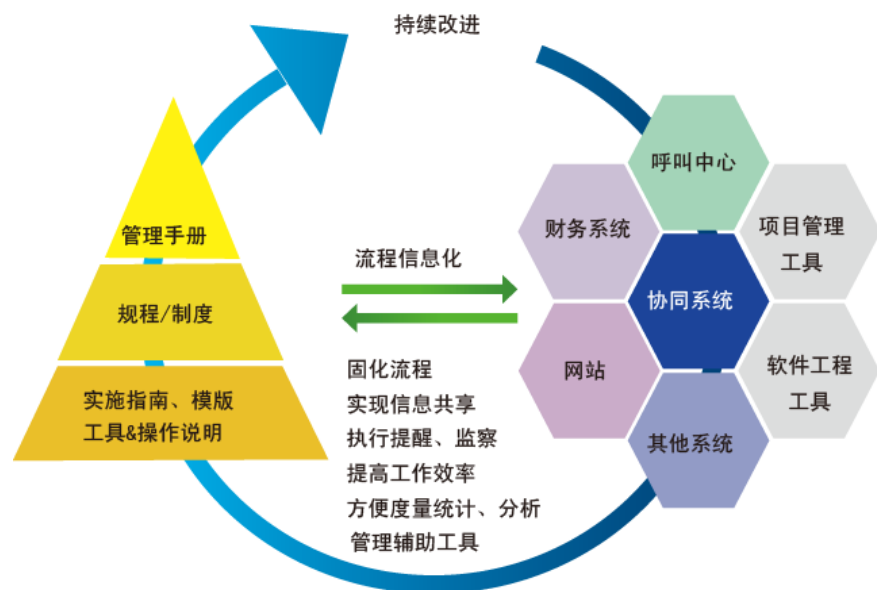 持续改进
管理手册
规程/制度
实施指南、模版
工具&操作说明
流程信息化
固化流程
实现信息共享
执行提醒、监察
提高工作效率
方便度量统计、分析
管理辅助工具
呼叫中心
财务系统
项目管理
工具
协同系统
网站
软件工程
工具
其他系统